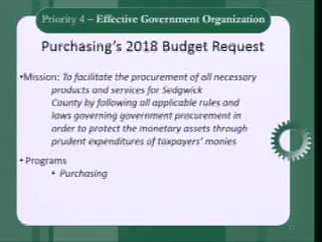 Priority 4 – Effective Government Organization
Purchasing's 2018 Budget Request
•Mission: To facilitate the procurement of all necessary
products and services for Sedgwick
County by following all applicable rules and
laws governing government procurement in
order to protect the monetary assets through
prudent expenditures of taxpayers' monies
• Programs
• Purchasing